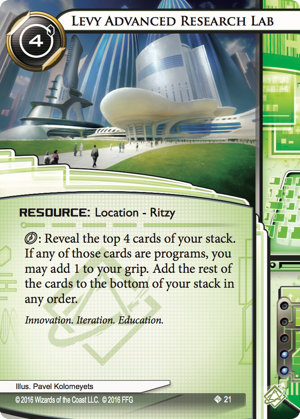 Levy Advanced Research Lab
4
RESOURCE: Location - Ritzy
: Reveal the top 4 cards of your stack.
If any of those cards are programs, you
may add 1 to your grip. Add the rest of
the cards to the bottom of your stack in
any order.
Innovation. Iteration. Education.
Illus. Pavel Kolomeyets
©2016 Wizards of the Coast LLC. ©2016 FFG
21